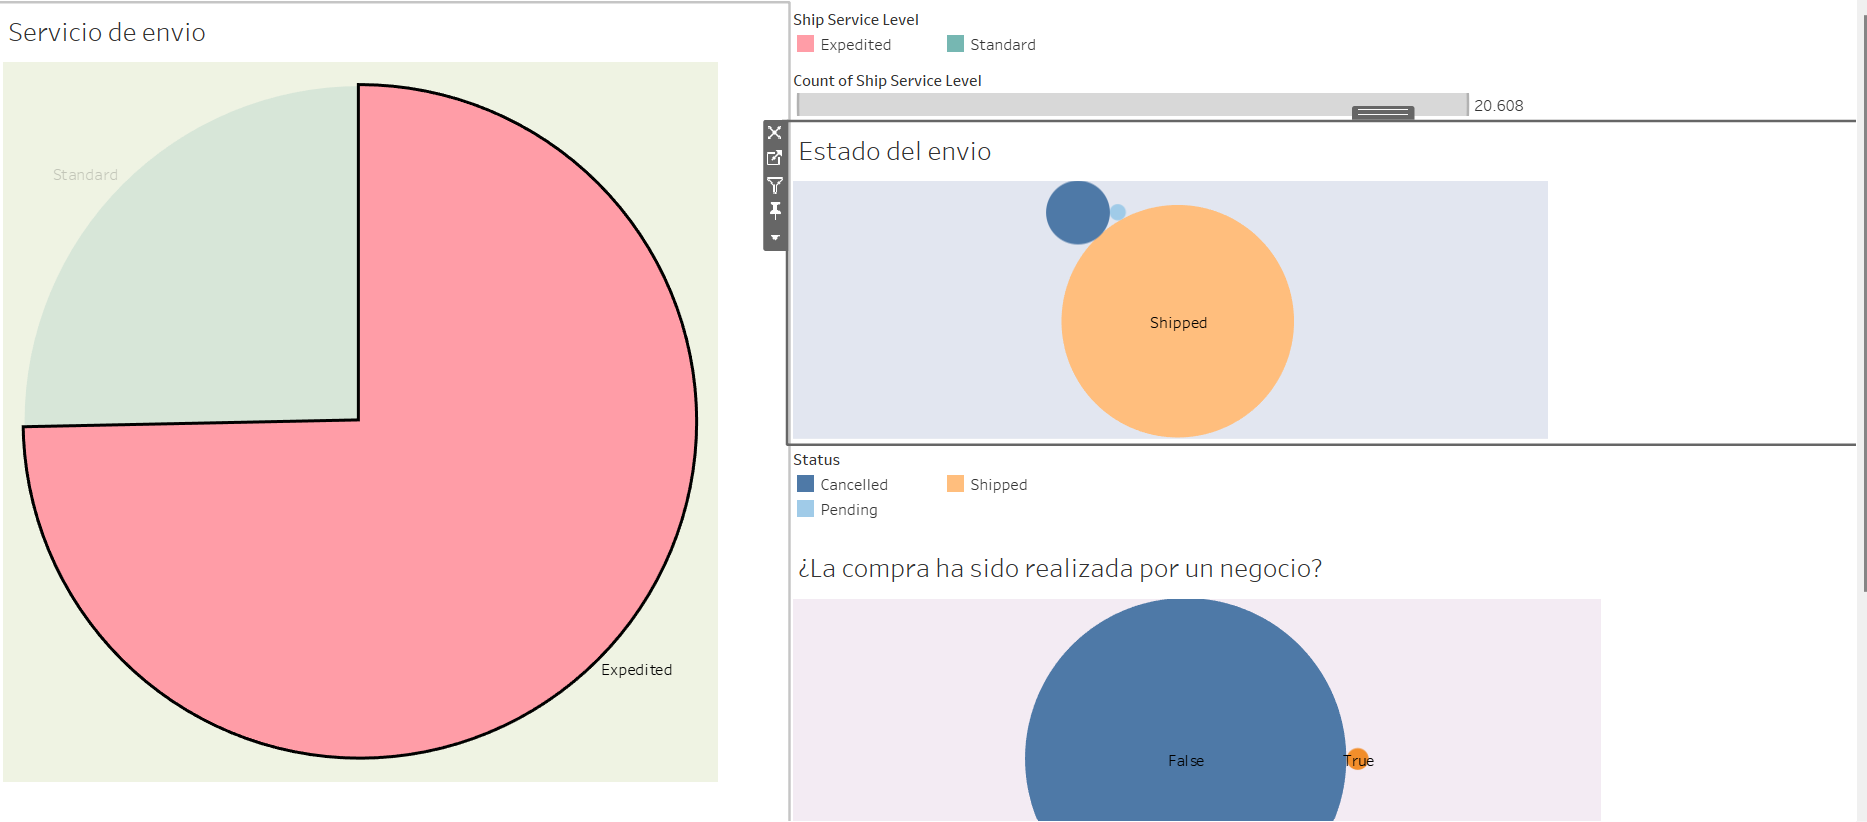 Servicio de envio
Standard
Expedited
Ship Service Level
Expedited
Standard
Count of Ship Service Level
20.608
Estado del envio
Shipped
Status
Cancelled
Shipped
Pending
¿La compra ha sido realizada por un negocio?
False
True